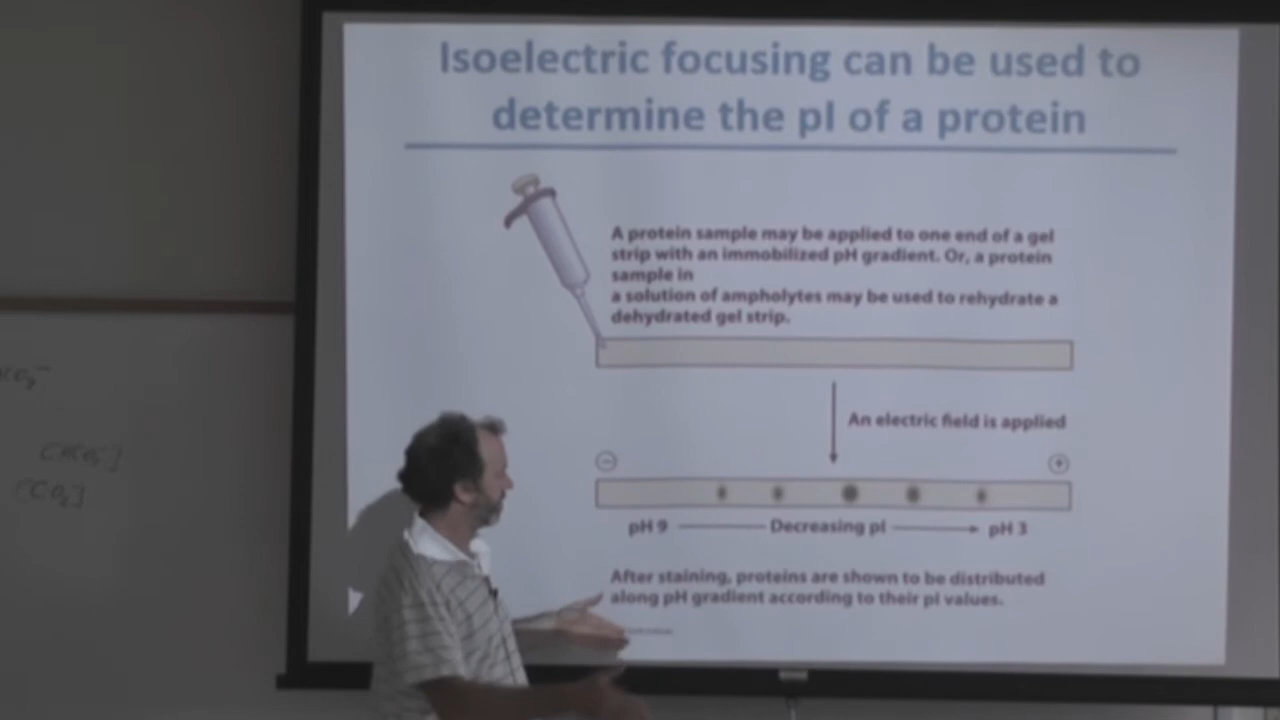 Isoelectric focusing can be used to
determine the pI of a protein
A protein sample may be applied to one end of a gel
strip with an immobilized pH gradient. Or, a protein
sample in
a solution of ampholytes may be used to rehydrate a
dehydrated gel strip.
An electric field is applied
− +
pH 9 Decreasing pI pH 3
After staining, proteins are shown to be distributed
along pH gradient according to their pI values.
[CO₂]